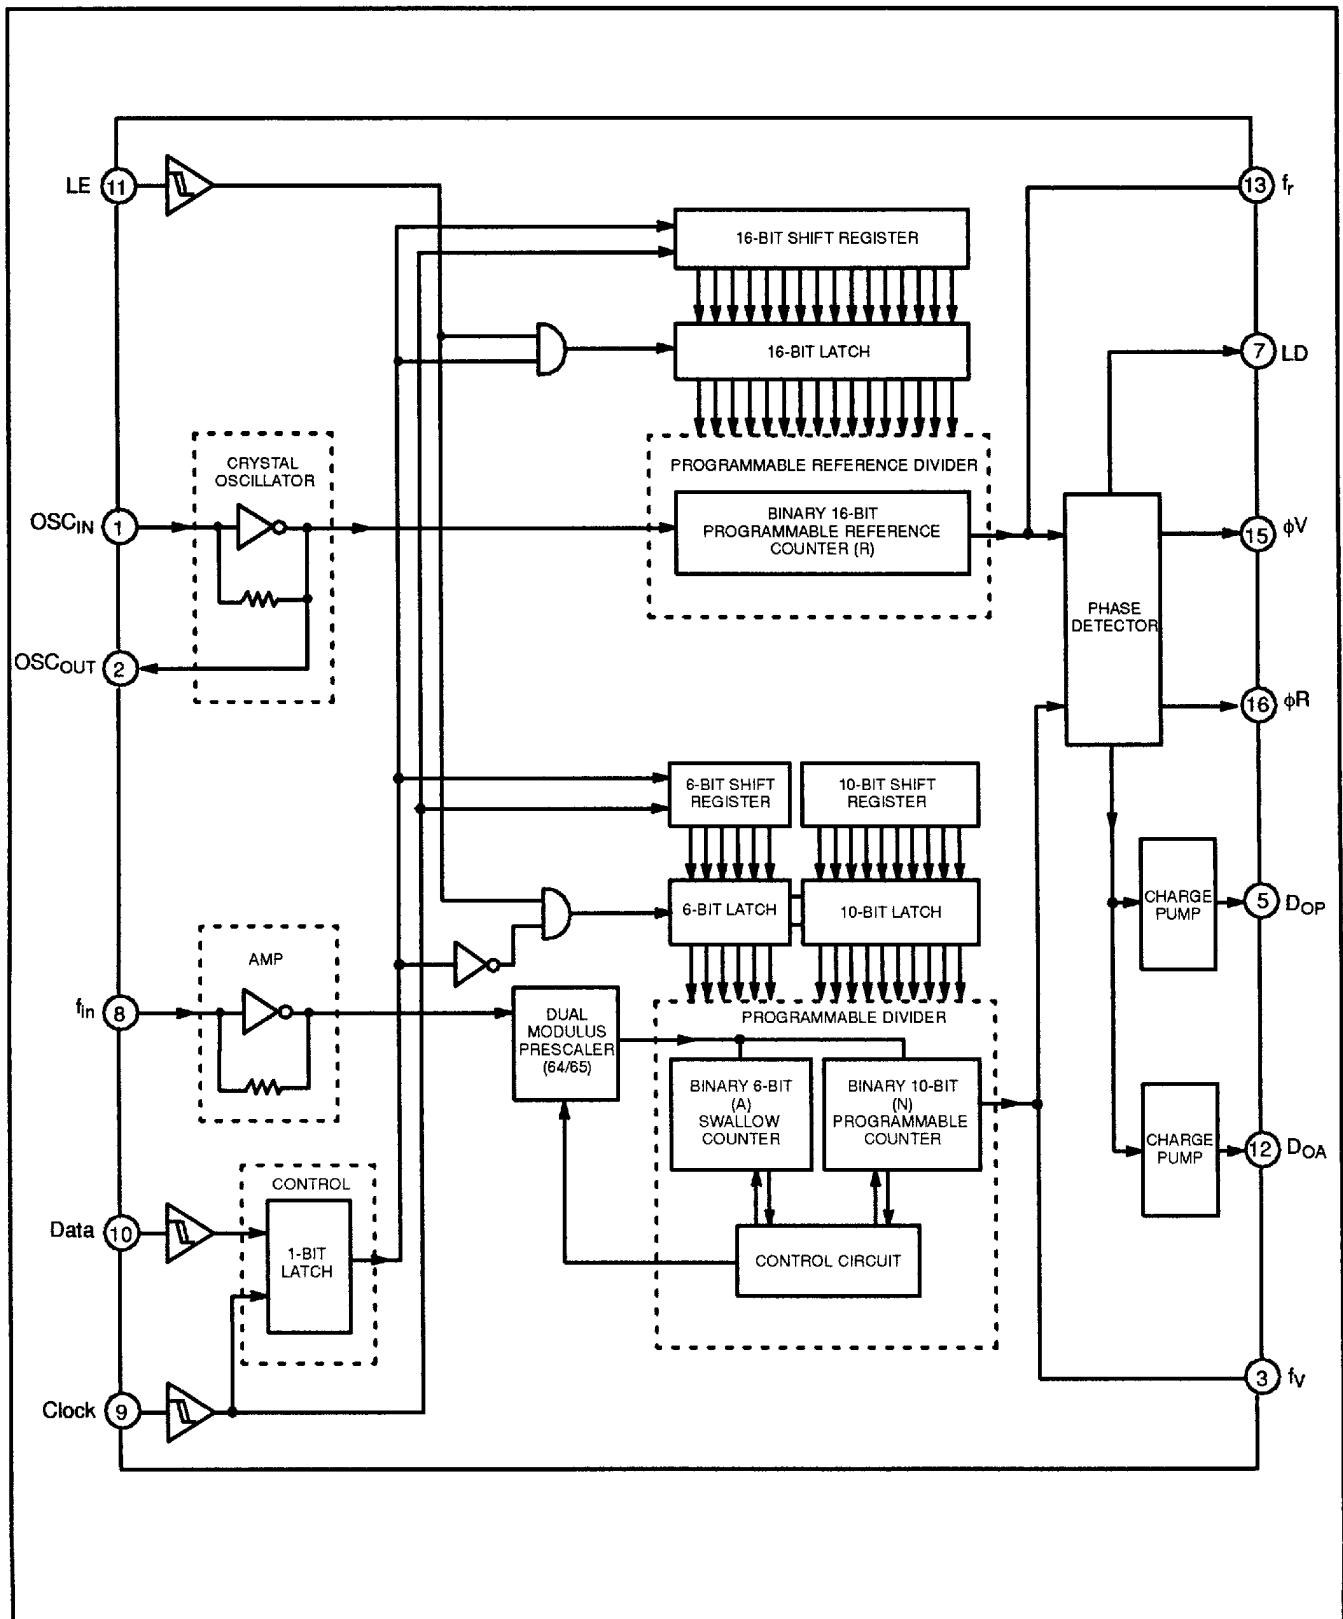 LE 11
13 fr
16-BIT SHIFT REGISTER
16-BIT LATCH
7 LD
CRYSTAL
OSCILLATOR
PROGRAMMABLE REFERENCE DIVIDER
OSCIN 1
BINARY 16-BIT
PROGRAMMABLE REFERENCE
COUNTER (R)
15 ϕV
PHASE
DETECTOR
OSCOUT 2
16 ϕR
6-BIT SHIFT
REGISTER
10-BIT SHIFT
REGISTER
6-BIT LATCH
10-BIT LATCH
CHARGE
PUMP
5 DOP
AMP
fin 8
DUAL
MODULUS
PRESCALER
(64/65)
PROGRAMMABLE DIVIDER
BINARY 6-BIT
(A)
SWALLOW
COUNTER
BINARY 10-BIT
(N)
PROGRAMMABLE
COUNTER
CHARGE
PUMP
12 DOA
CONTROL
Data 10
1-BIT
LATCH
CONTROL CIRCUIT
3 fV
Clock 9